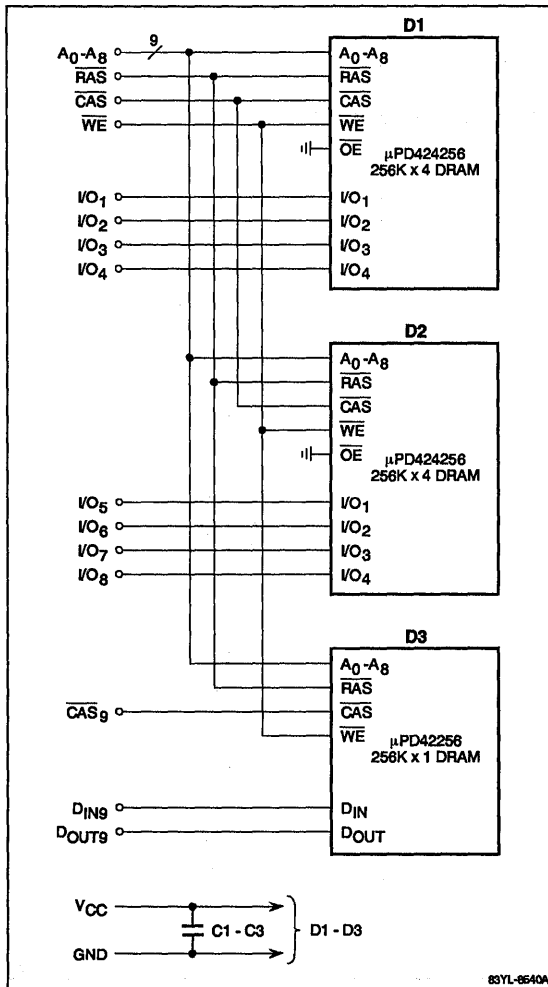 D1
9
A0-A8 A0-A8
RAS RAS
CAS CAS
WE WE
OE
µPD424256
256K x 4 DRAM
I/O1 I/O1
I/O2 I/O2
I/O3 I/O3
I/O4 I/O4
D2
A0-A8
RAS
CAS
WE
OE
µPD424256
256K x 4 DRAM
I/O5 I/O1
I/O6 I/O2
I/O7 I/O3
I/O8 I/O4
D3
A0-A8
RAS
CAS9 CAS
WE
µPD42256
256K x 1 DRAM
DIN9 DIN
DOUT9 DOUT
VCC
C1 - C3 D1 - D3
GND
83YL-8540A